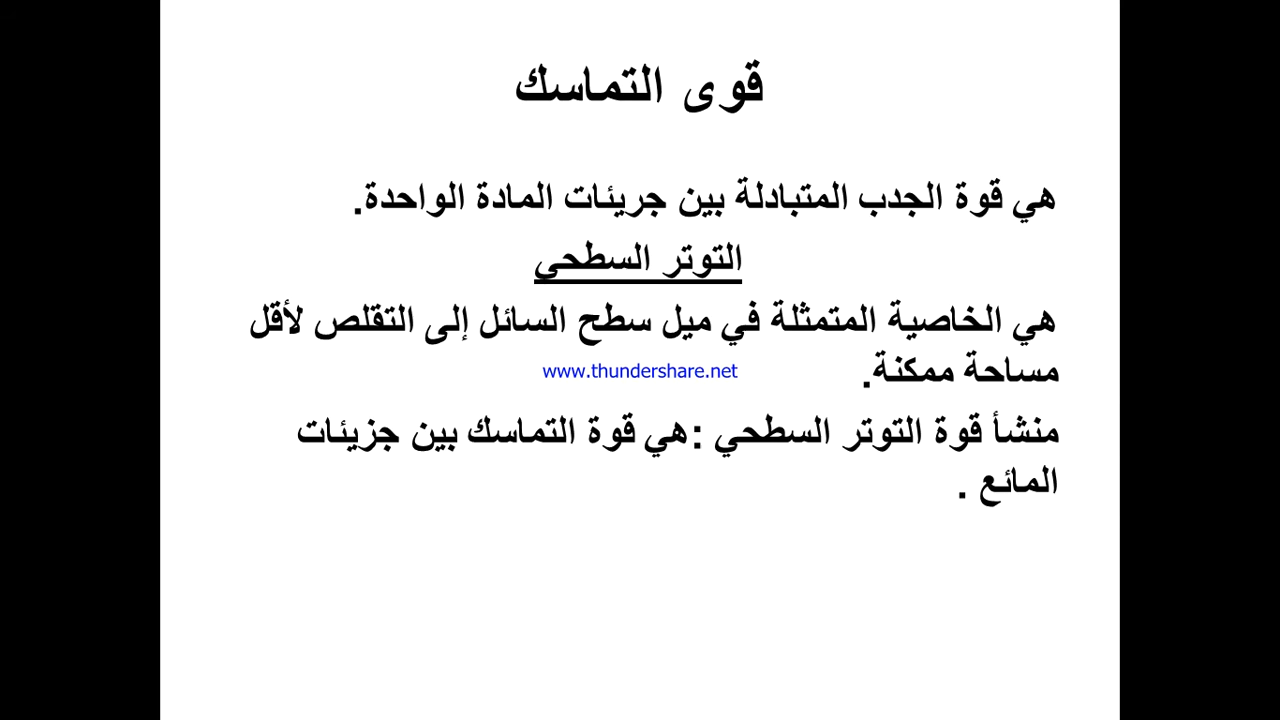 قوى التماسك
هي قوة الجدب المتبادلة بين جريئات المادة الواحدة.
التوتر السطحي
هي الخاصية المتمثلة في ميل سطح السائل إلى التقلص لأقل
مساحة ممكنة.
www.thundershare.net
منشأ قوة التوتر السطحي :هي قوة التماسك بين جزيئات
المائع .